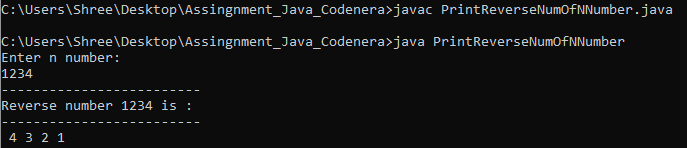 C:\Users\Shree\Desktop\Assingnment_Java_Codenera>javac PrintReverseNumOfNNumber.java
C:\Users\Shree\Desktop\Assingnment_Java_Codenera>java PrintReverseNumOfNNumber
Enter n number:
1234
-------------------------
Reverse number 1234 is :
-------------------------
 4 3 2 1